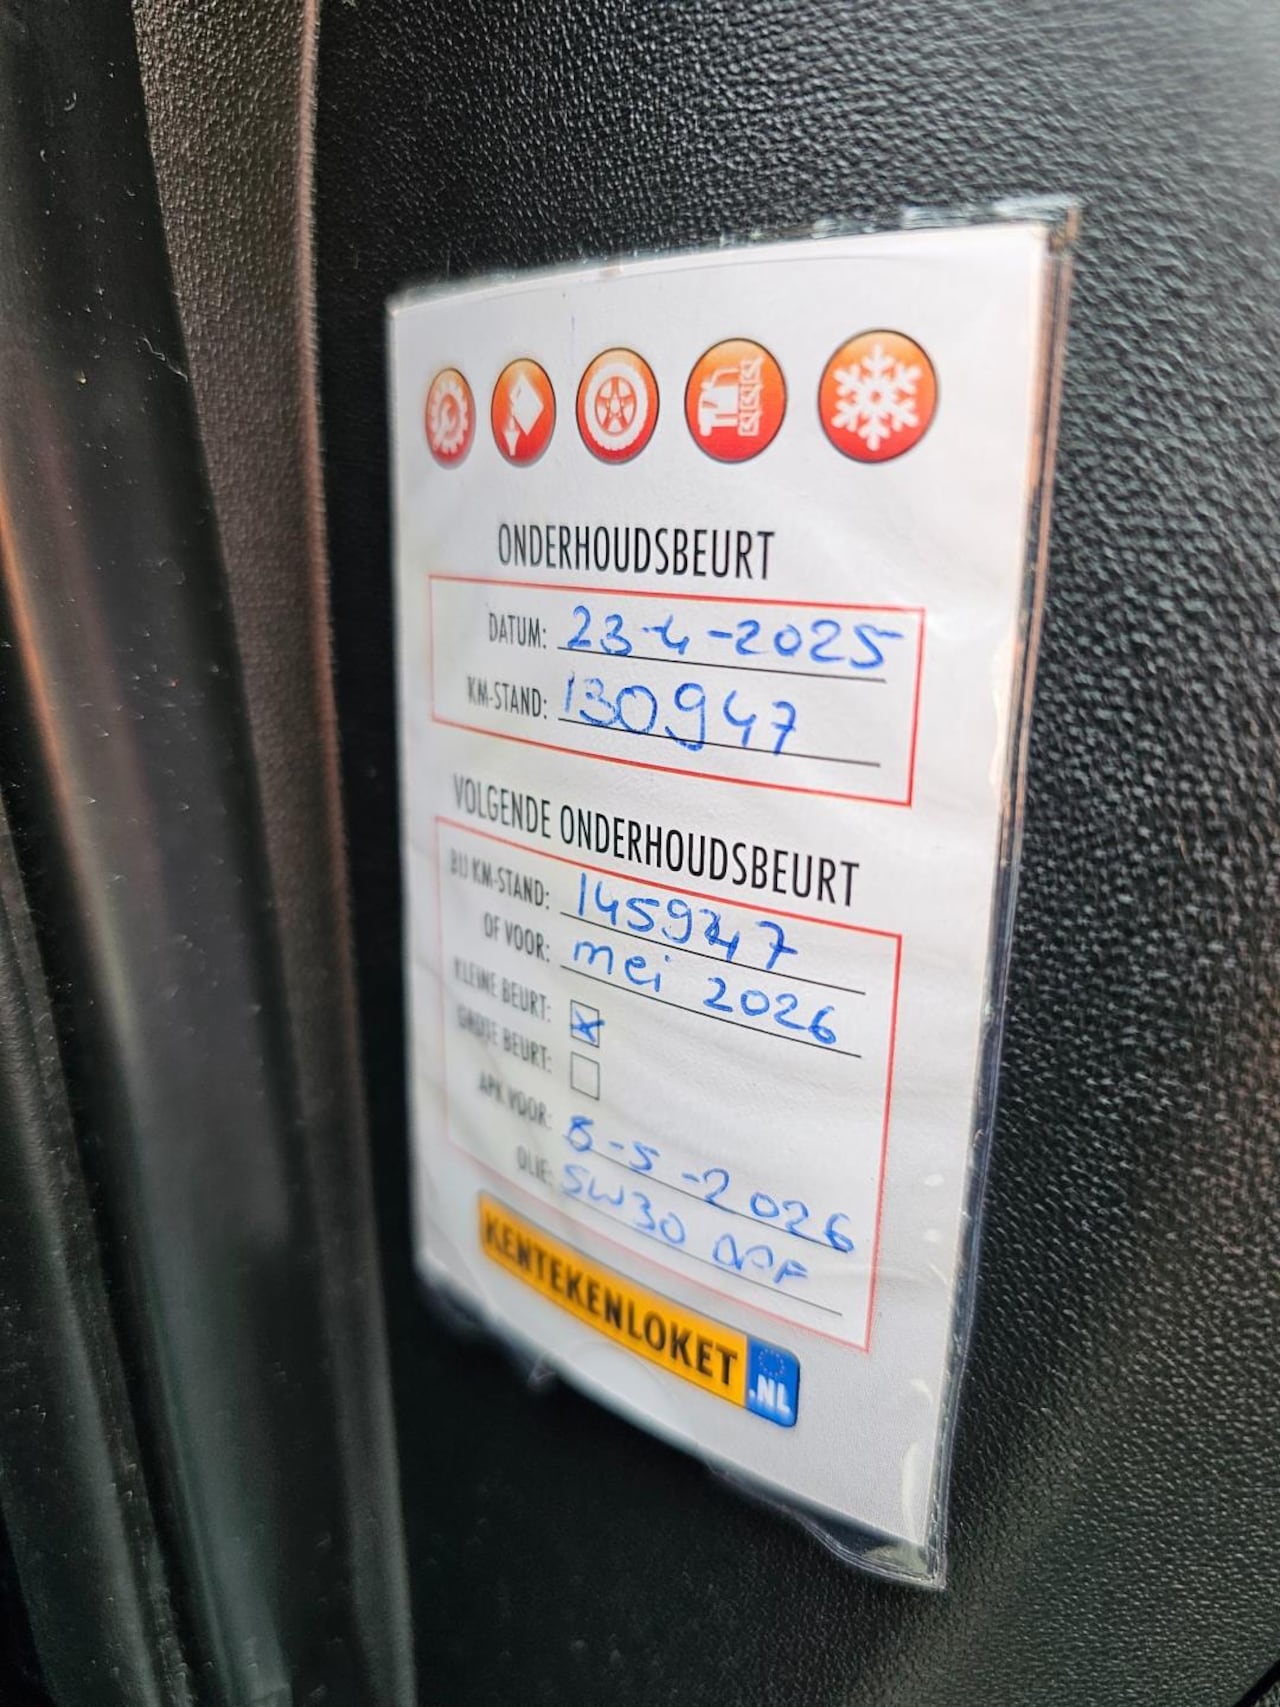 ONDERHOUDSBEURT
DATUM: 23-4-2025
KM-STAND: 130947
VOLGENDE ONDERHOUDSBEURT
BIJ KM-STAND: 145947
OF VOOR: mei 2026
KLEINE BEURT: x
GROTE BEURT:
APK VOOR: 8-5-2026
OLIE: 5W30 DPF
KENTEKENLOKET.NL